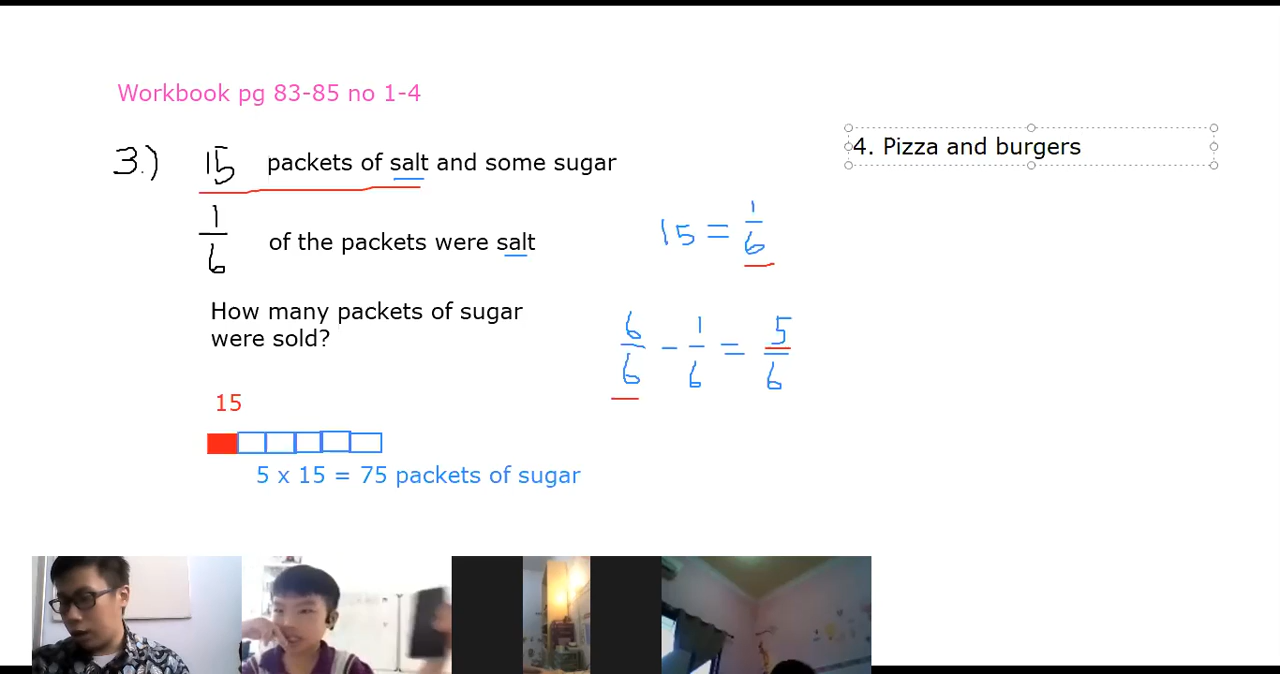 Workbook pg 83-85 no 1-4
3.) 15 packets of salt and some sugar
1/6 of the packets were salt
How many packets of sugar
were sold?
15
5 x 15 = 75 packets of sugar
15 = 1/6
6/6 - 1/6 = 5/6
4. Pizza and burgers